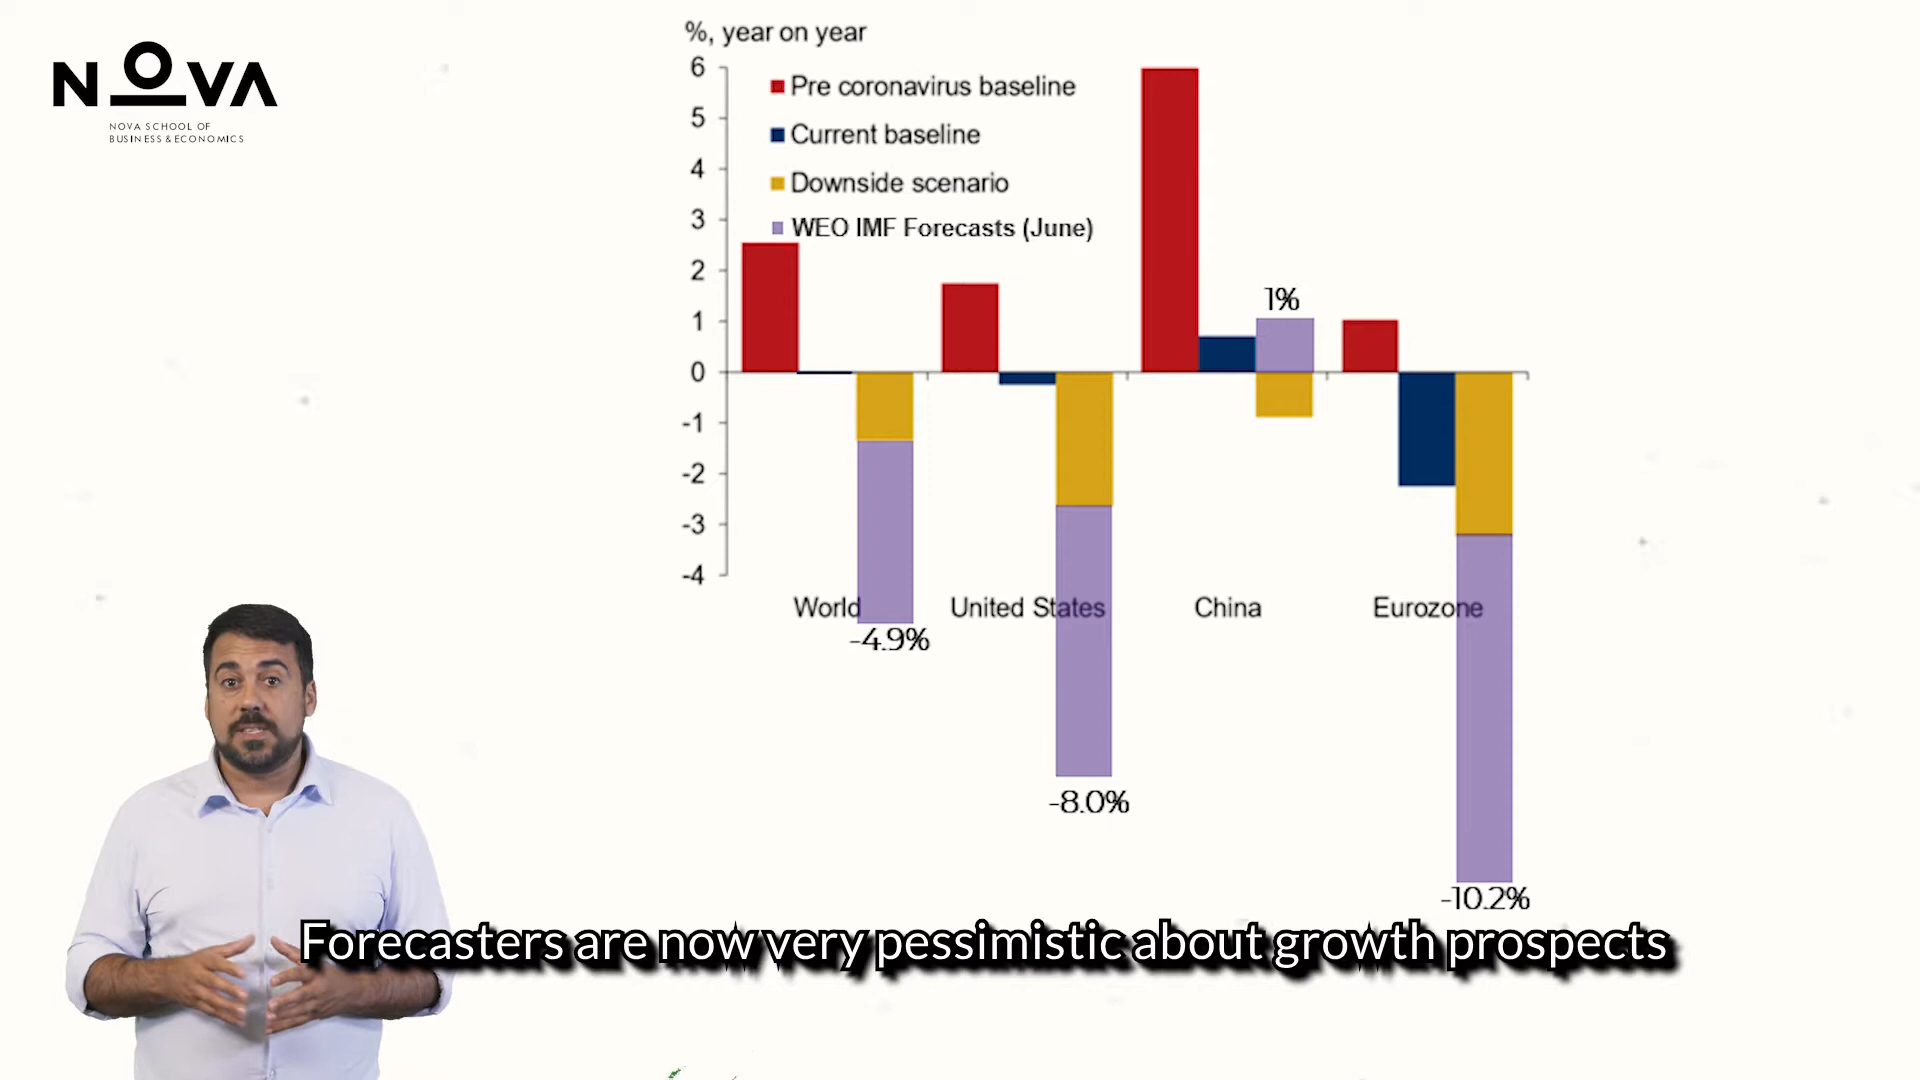 NOVA
NOVA SCHOOL OF
BUSINESS & ECONOMICS
%, year on year
6
5
4
3
2
1
0
-1
-2
-3
-4
Pre coronavirus baseline
Current baseline
Downside scenario
WEO IMF Forecasts (June)
1%
World
United States
China
Eurozone
-4.9%
-8.0%
-10.2%
Forecasters are now very pessimistic about growth prospects